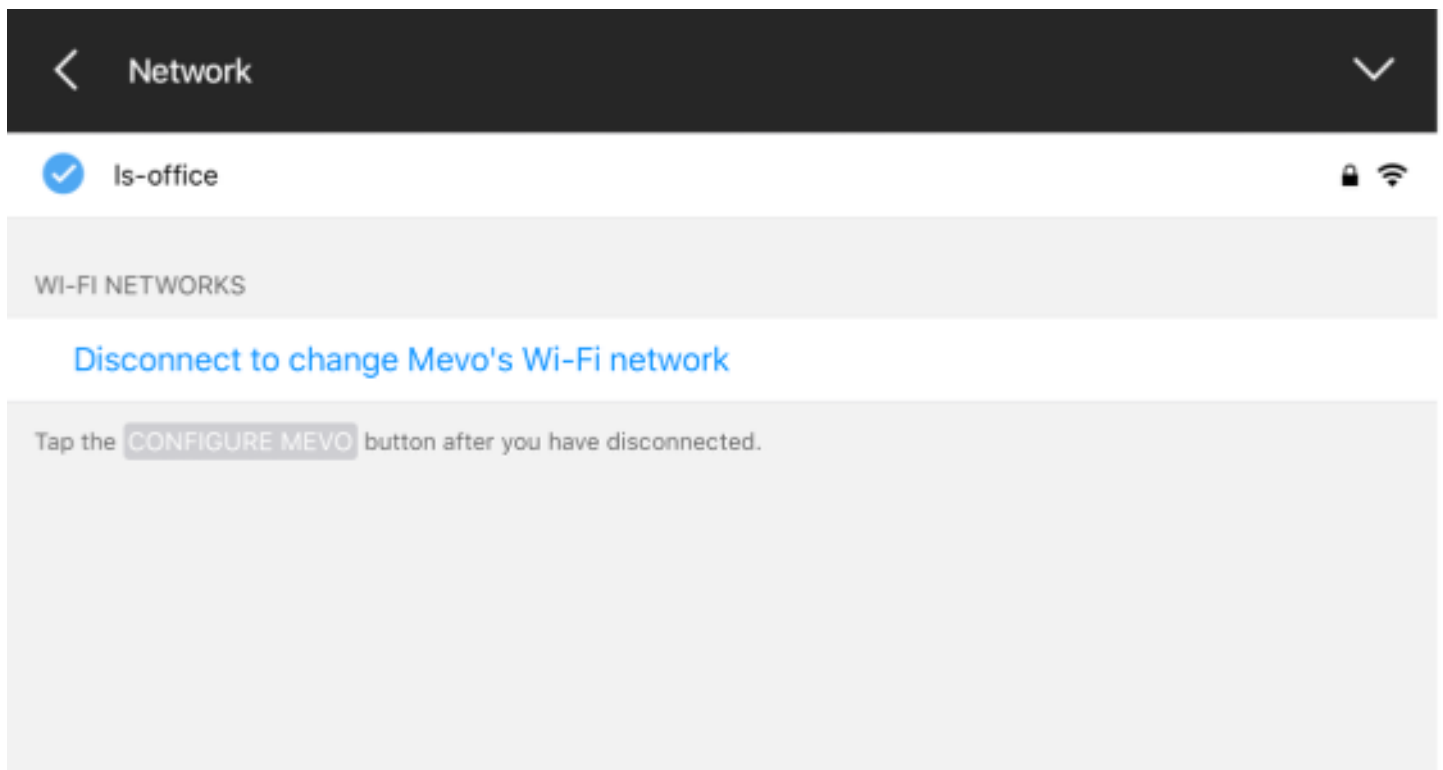 Network
ls-office
WI-FI NETWORKS
Disconnect to change Mevo's Wi-Fi network
Tap the CONFIGURE MEVO button after you have disconnected.